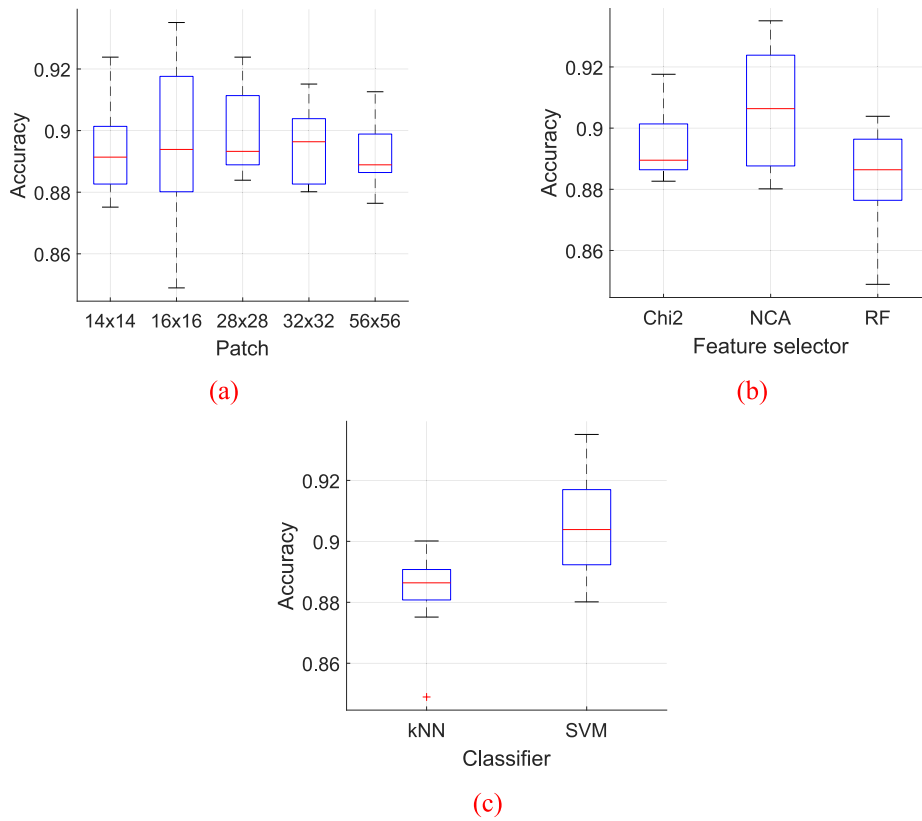 0.92
0.9
0.88
0.86
Accuracy
14x14 16x16 28x28 32x32 56x56
Patch
(a)
0.92
0.9
0.88
0.86
Accuracy
Chi2 NCA RF
Feature selector
(b)
0.92
0.9
0.88
0.86
Accuracy
kNN SVM
Classifier
(c)